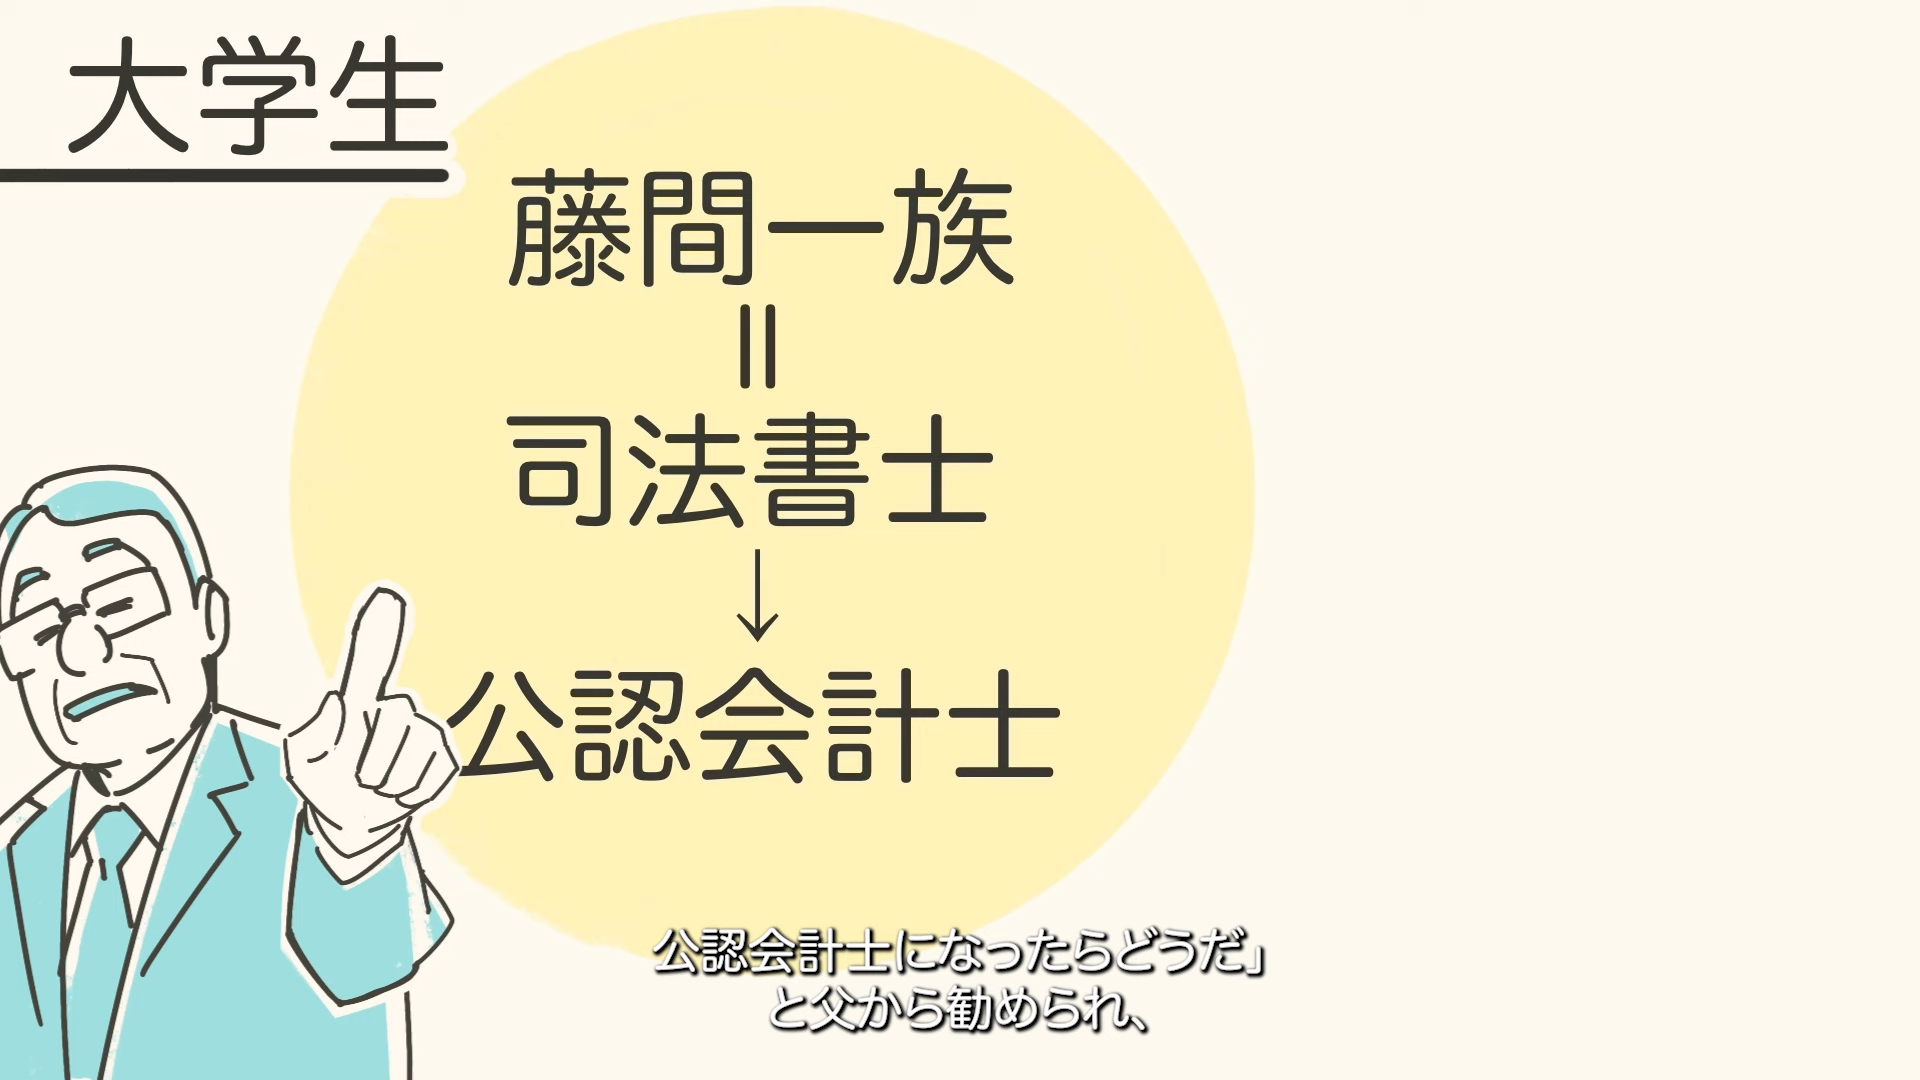 大学生
藤間一族
=
司法書士
↓
公認会計士
公認会計士になったらどうだ」
と父から勧められ、